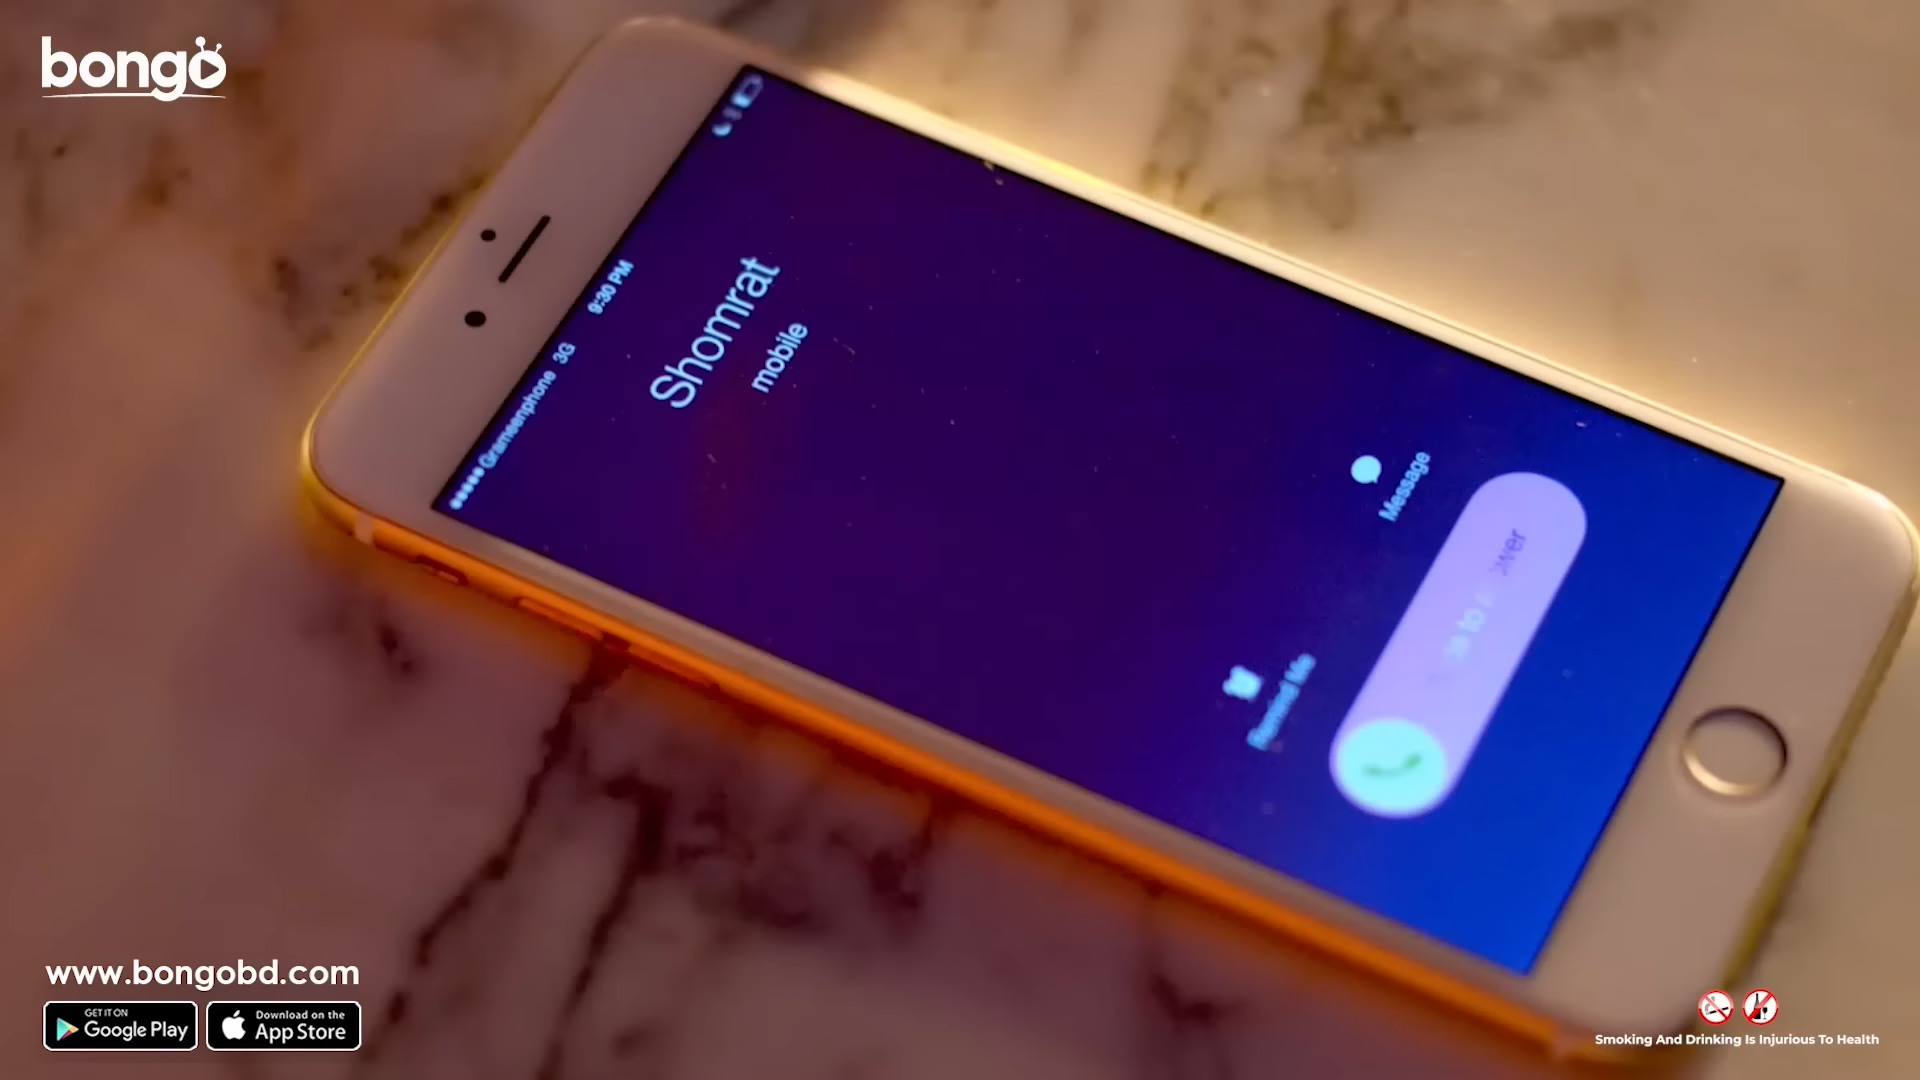 bongo
●●●●● Grameenphone 3G
9:30 PM
Shomrat
mobile
Message
Remind Me
to
www.bongobd.com
GET IT ON
Google Play
Download on the
App Store
Smoking And Drinking Is Injurious To Health